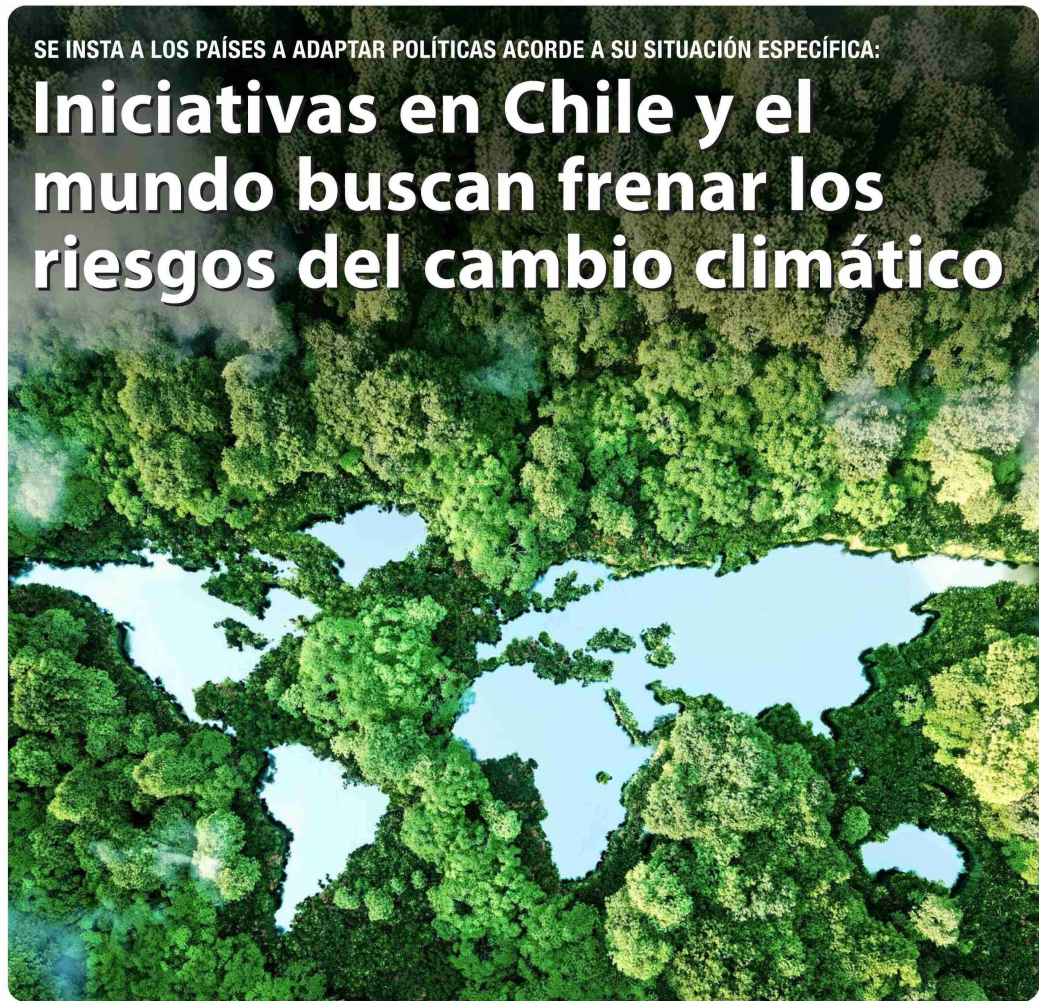 SE INSTA A LOS PAÍSES A ADAPTAR POLÍTICAS ACORDE A SU SITUACIÓN ESPECÍFICA:
Iniciativas en Chile y el
mundo buscan frenar los
riesgos del cambio climático